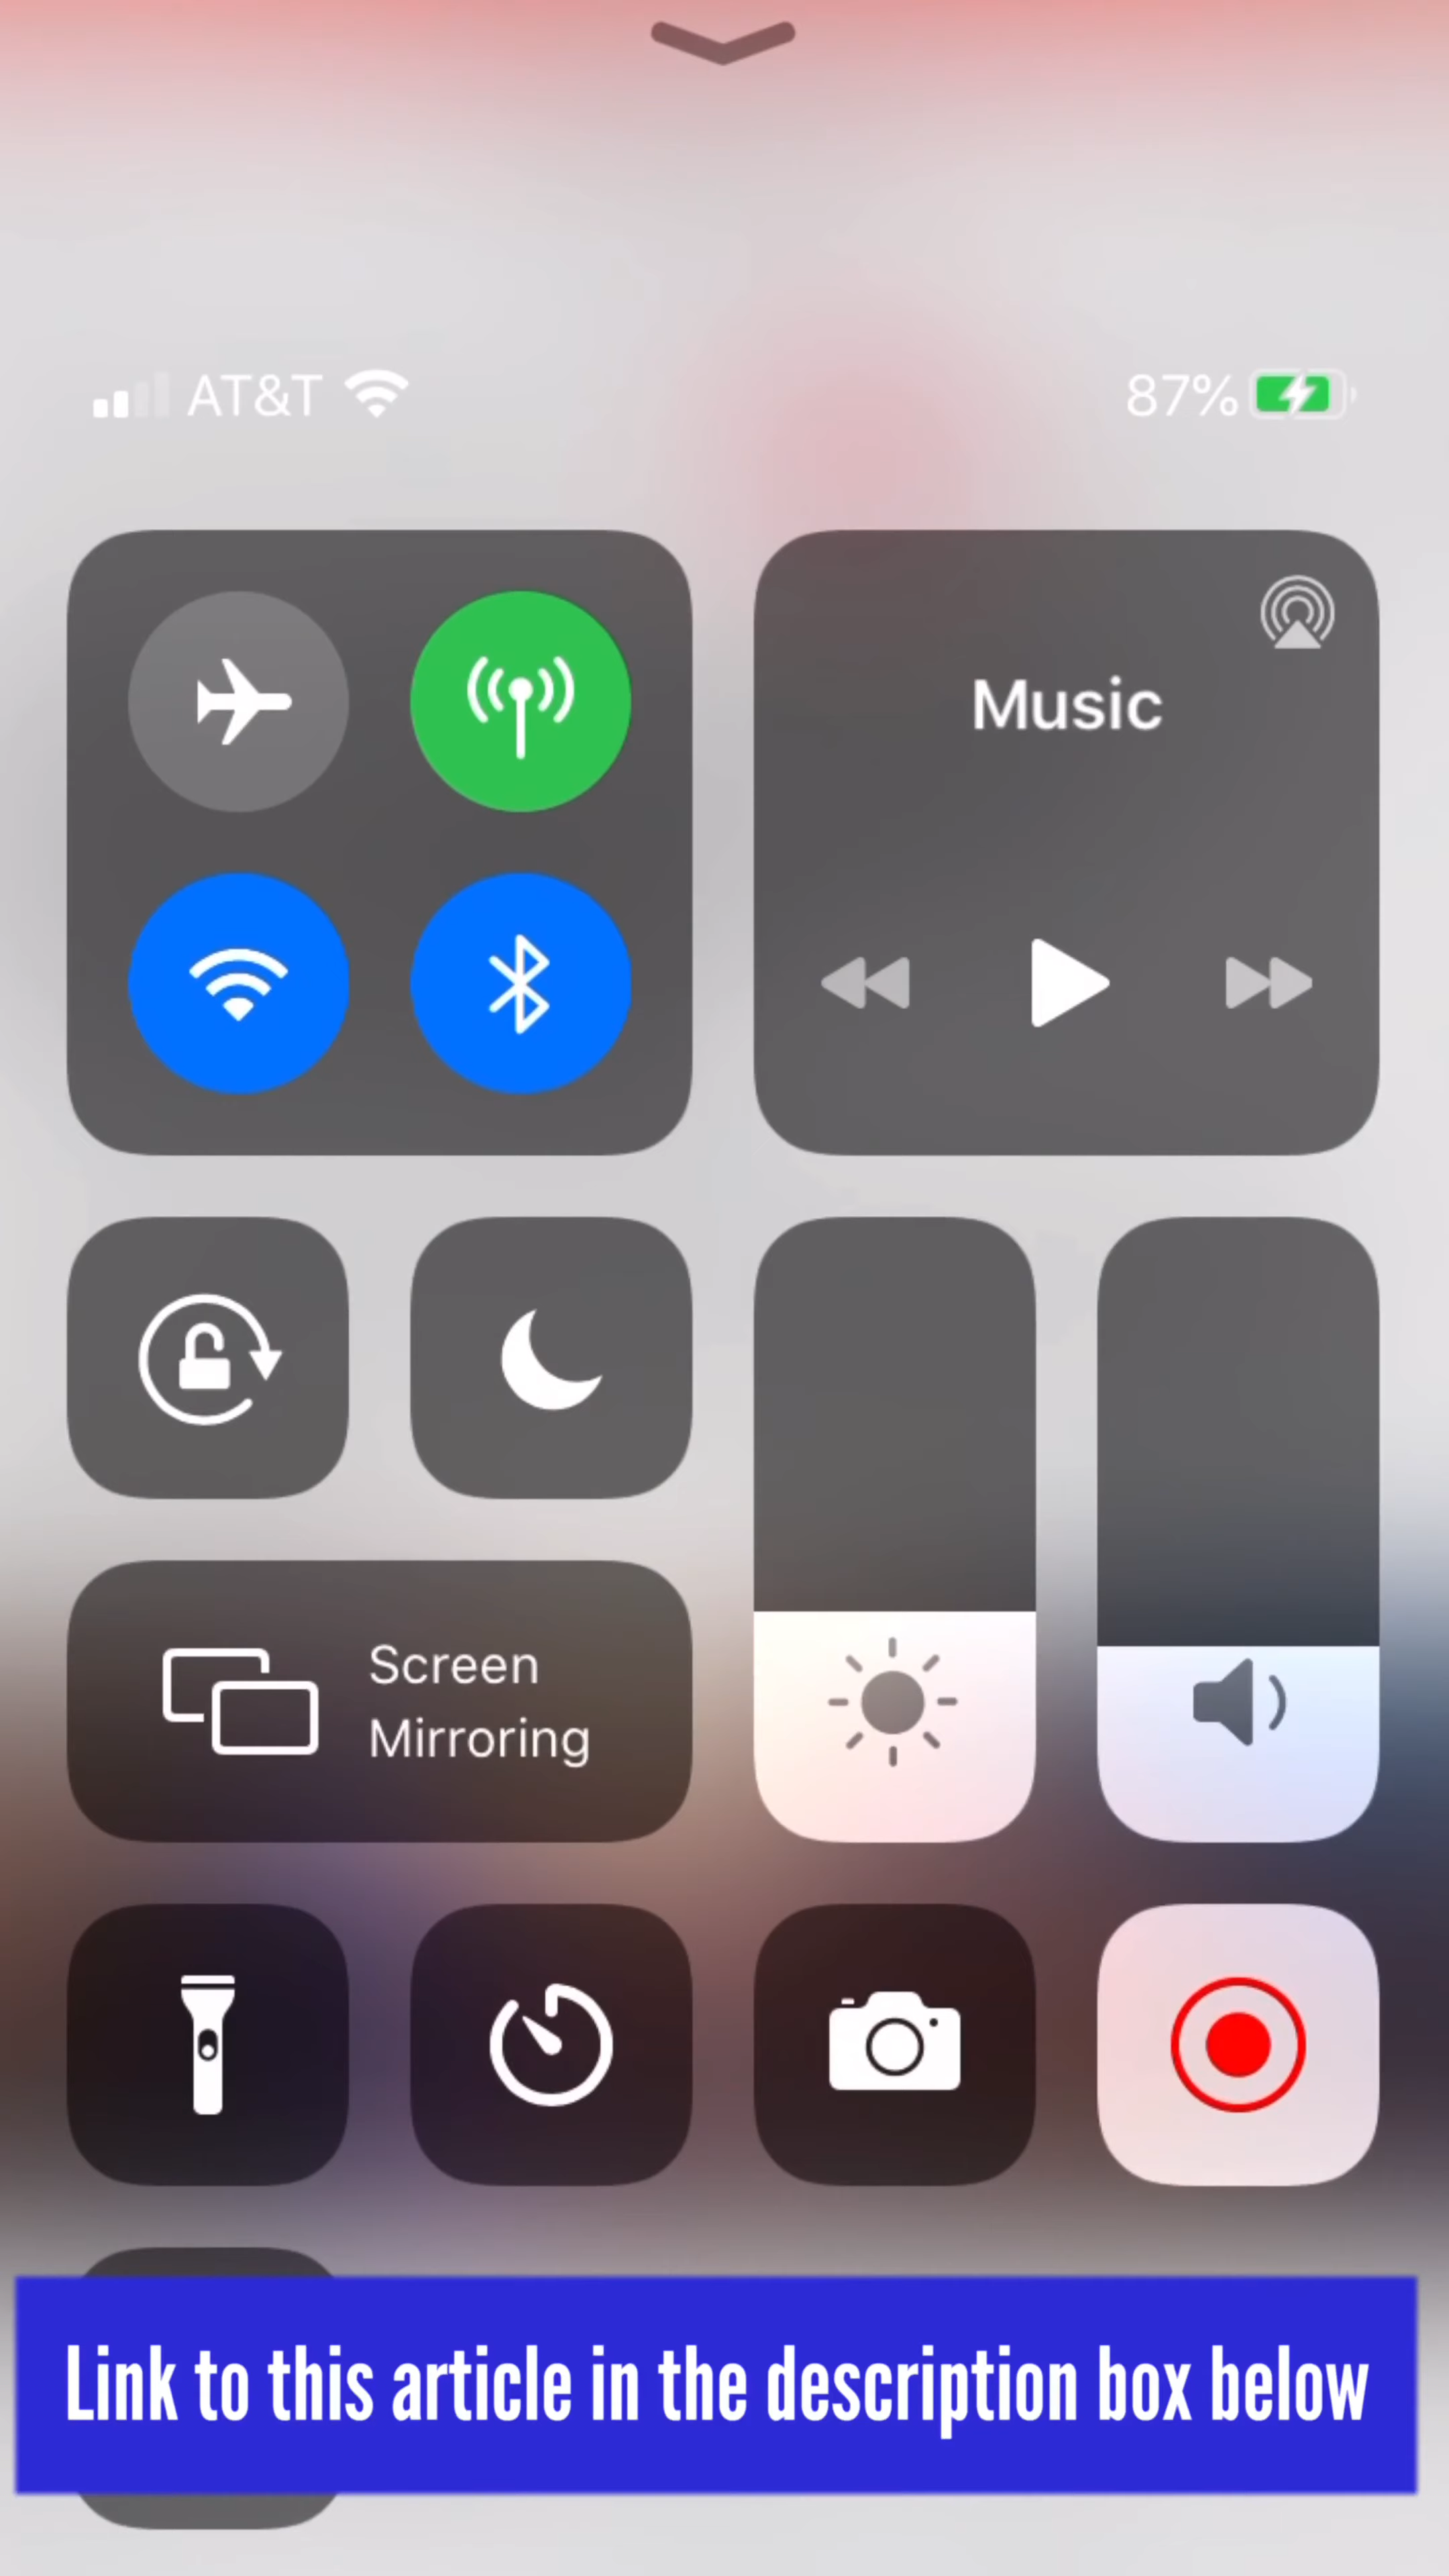 AT&T
87%
Music
Screen
Mirroring
Link to this article in the description box below